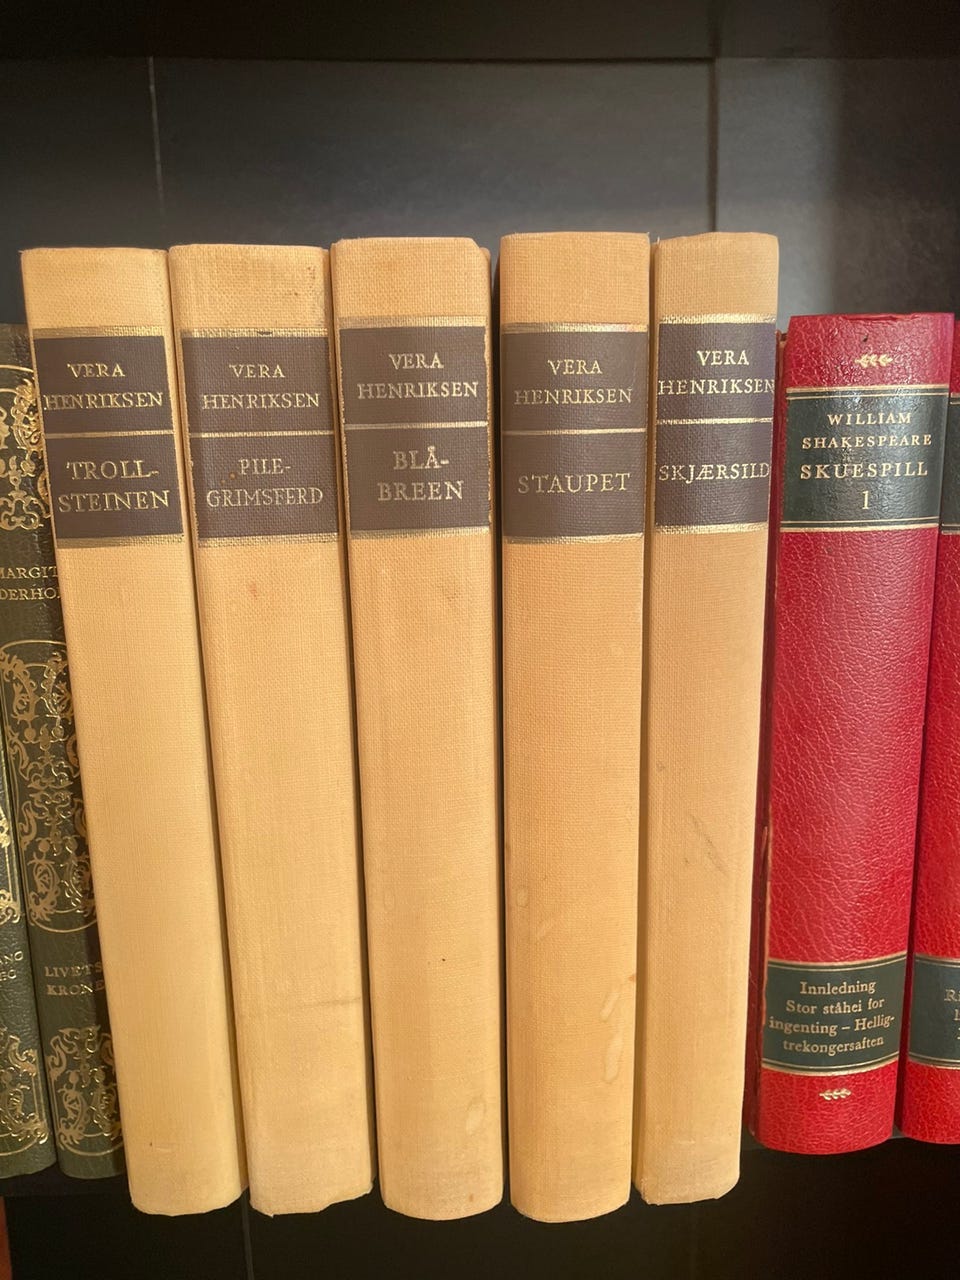 LIVETS
KRONE
VERA
HENRIKSEN
TROLL-
STEINEN
VERA
HENRIKSEN
PILE-
GRIMSFERD
VERA
HENRIKSEN
BLÅ-
BREEN
VERA
HENRIKSEN
STAUPET
VERA
HENRIKSEN
SKJÆRSILD
WILLIAM
SHAKESPEARE
SKUESPILL
1
Innledning
Stor ståhei for
ingenting – Hellig-
trekongersaften